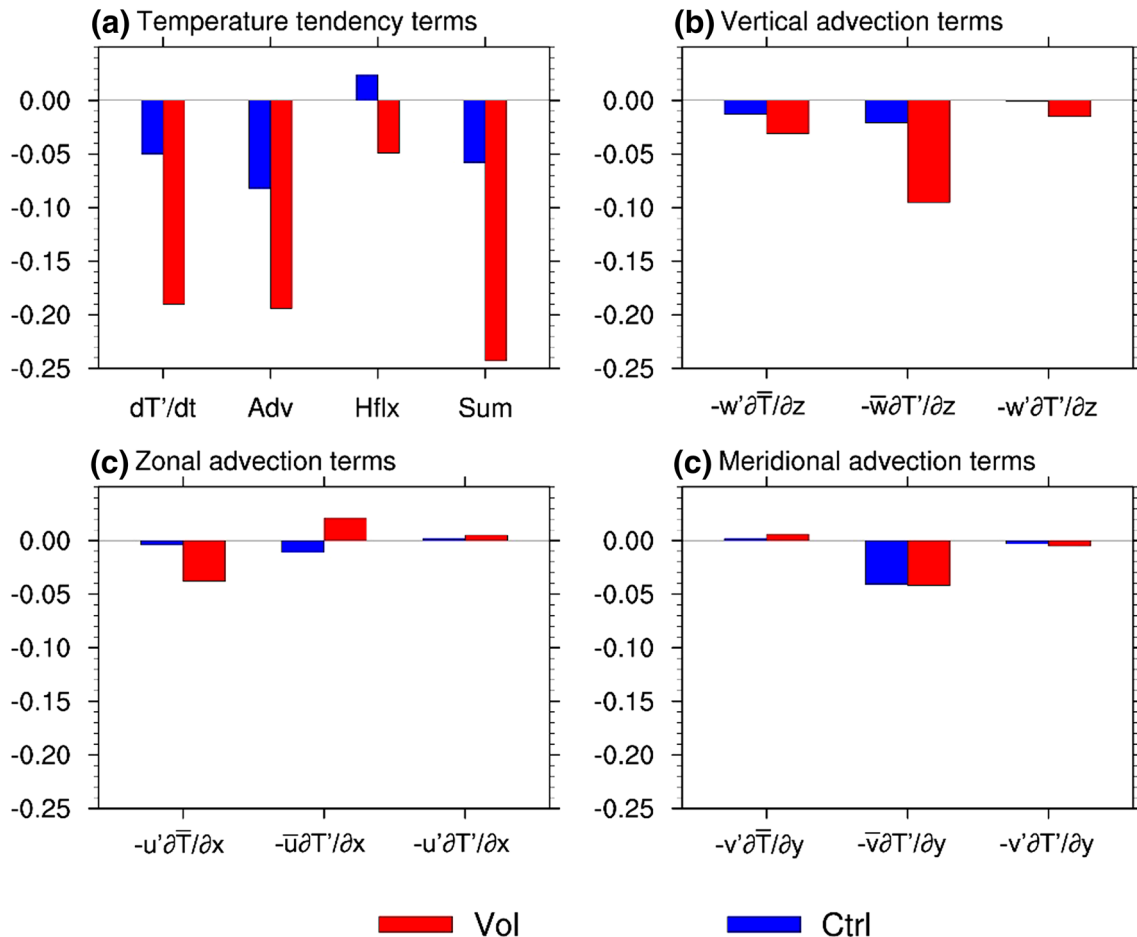 (a) Temperature tendency terms
0.00
-0.05
-0.10
-0.15
-0.20
-0.25
dT'/dt Adv Hflx Sum
(b) Vertical advection terms
0.00
-0.05
-0.10
-0.15
-0.20
-0.25
-w'∂T̅/∂z -w̅∂T'/∂z -w'∂T'/∂z
(c) Zonal advection terms
0.00
-0.05
-0.10
-0.15
-0.20
-0.25
-u'∂T̅/∂x -u̅∂T'/∂x -u'∂T'/∂x
(c) Meridional advection terms
0.00
-0.05
-0.10
-0.15
-0.20
-0.25
-v'∂T̅/∂y -v̅∂T'/∂y -v'∂T'/∂y
Vol Ctrl